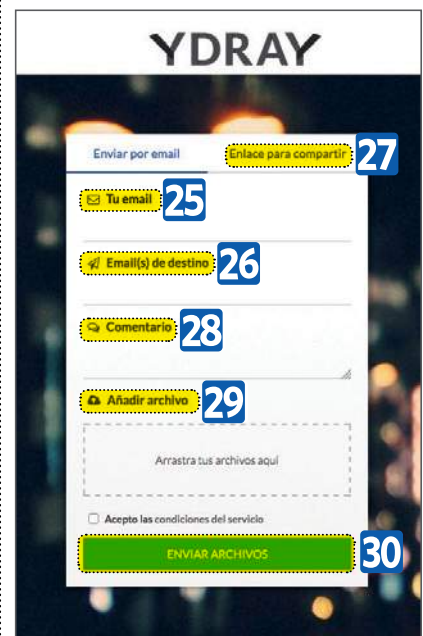 YDRAY
Enviar por email
Enlace para compartir 27
Tu email 25
Email(s) de destino 26
Comentario 28
Añadir archivo 29
Arrastra tus archivos aquí
Acepto las condiciones del servicio
ENVIAR ARCHIVOS 30